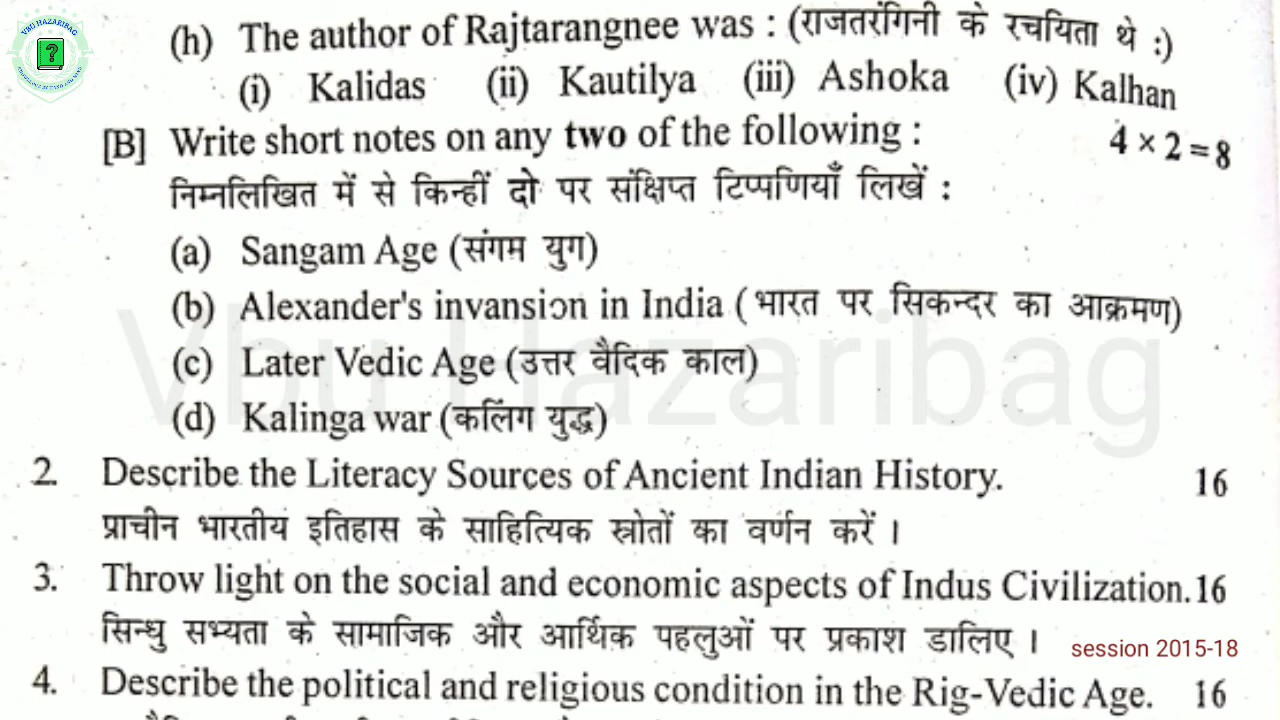 VBU HAZARIBAG
(h) The author of Rajtarangnee was : (राजतरंगिनी के रचयिता थे :)
(i) Kalidas (ii) Kautilya (iii) Ashoka (iv) Kalhan
[B] Write short notes on any two of the following : 4 × 2 = 8
निम्नलिखित में से किन्हीं दो पर संक्षिप्त टिप्पणियाँ लिखें :
(a) Sangam Age (संगम युग)
(b) Alexander's invansion in India (भारत पर सिकन्दर का आक्रमण)
Vbu Hazaribag
(c) Later Vedic Age (उत्तर वैदिक काल)
(d) Kalinga war (कलिंग युद्ध)
2. Describe the Literacy Sources of Ancient Indian History. 16
प्राचीन भारतीय इतिहास के साहित्यिक स्रोतों का वर्णन करें ।
3. Throw light on the social and economic aspects of Indus Civilization. 16
सिन्धु सभ्यता के सामाजिक और आर्थिक पहलुओं पर प्रकाश डालिए ।
session 2015-18
4. Describe the political and religious condition in the Rig-Vedic Age. 16